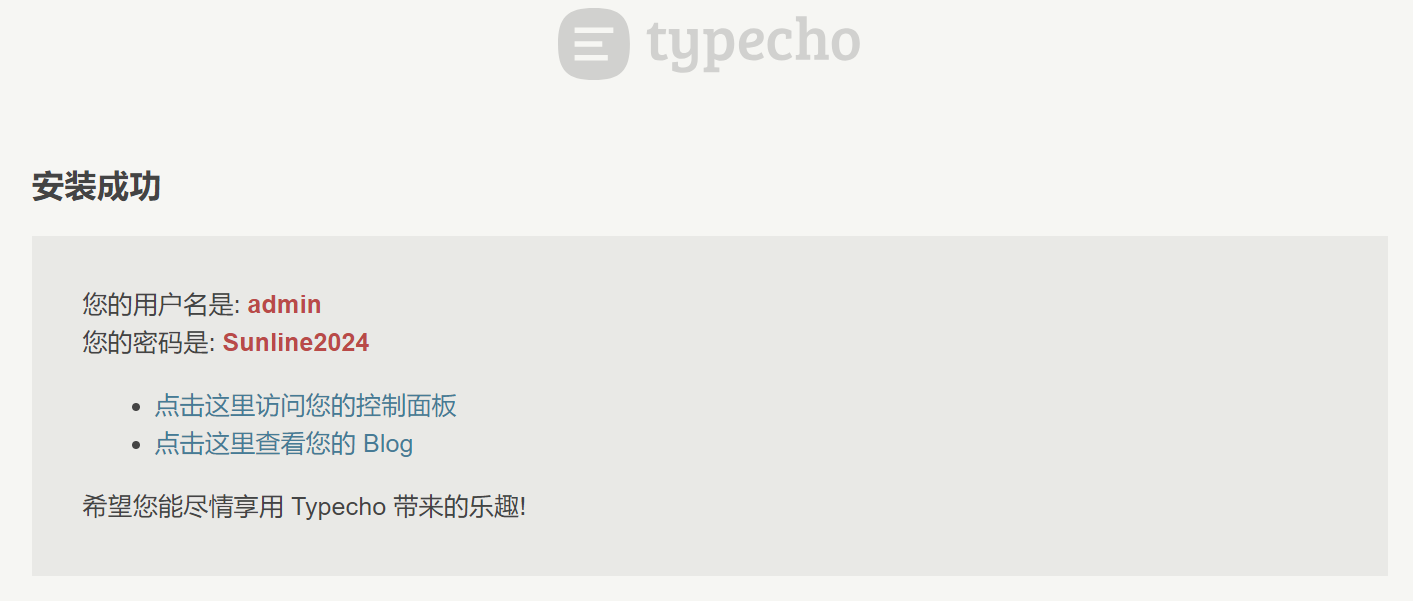 typecho
安装成功
您的用户名是: admin
您的密码是: Sunline2024
点击这里访问您的控制面板
点击这里查看您的 Blog
希望您能尽情享用 Typecho 带来的乐趣!